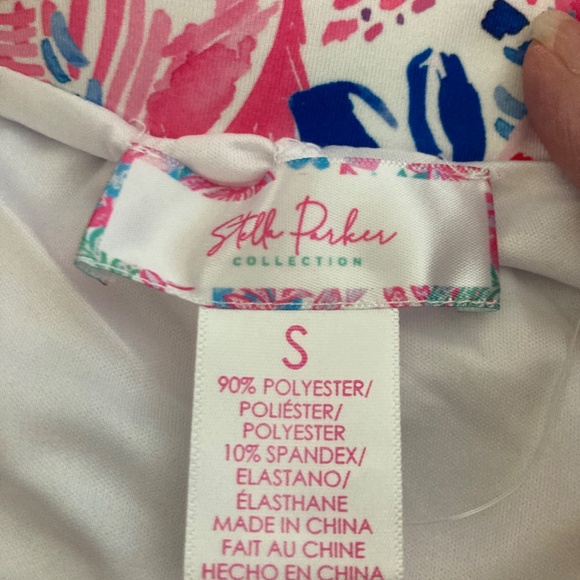 Stella Parker
COLLECTION
S
90% POLYESTER/
POLIÉSTER/
POLYESTER
10% SPANDEX/
ELASTANO/
ÉLASTHANE
MADE IN CHINA
FAIT AU CHINE
HECHO EN CHINA